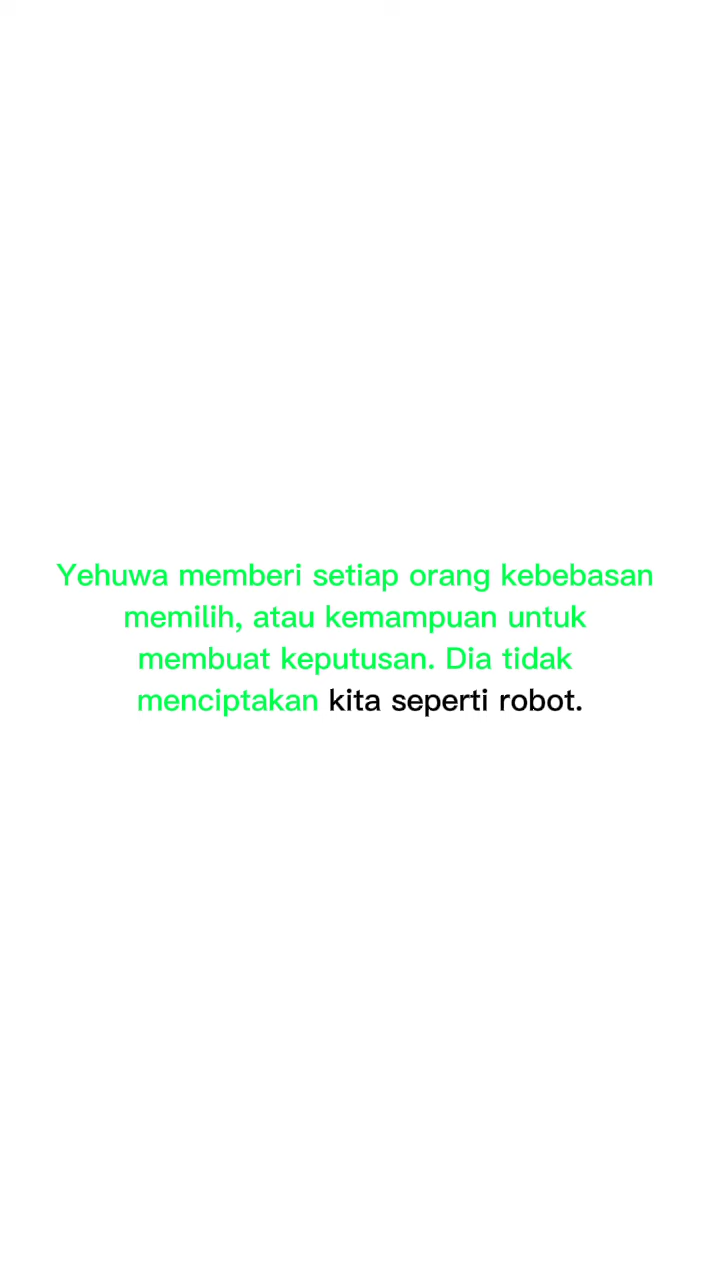 Yehuwa memberi setiap orang kebebasan
memilih, atau kemampuan untuk
membuat keputusan. Dia tidak
menciptakan kita seperti robot.